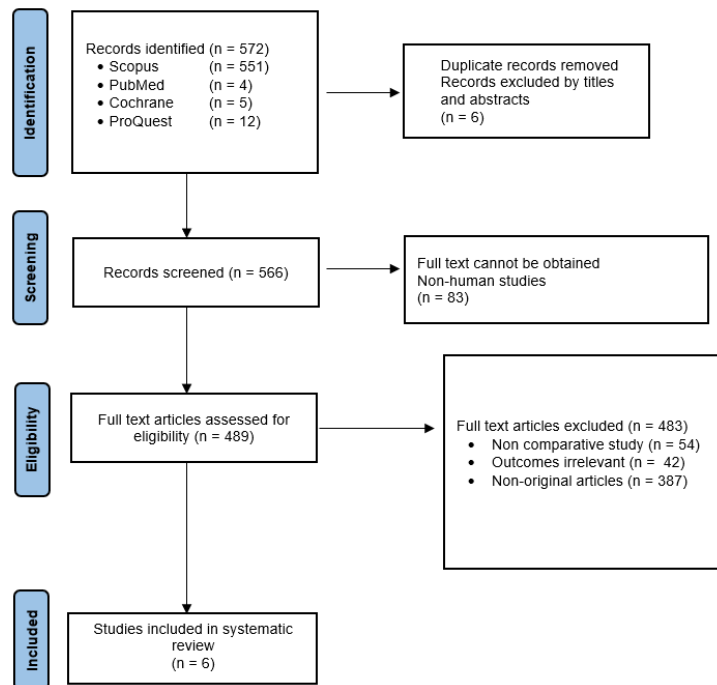 Identification
Records identified (n = 572)
• Scopus (n = 551)
• PubMed (n = 4)
• Cochrane (n = 5)
• ProQuest (n = 12)
Duplicate records removed
Records excluded by titles
and abstracts
(n = 6)
Screening
Records screened (n = 566)
Full text cannot be obtained
Non-human studies
(n = 83)
Eligibility
Full text articles assessed for
eligibility (n = 489)
Full text articles excluded (n = 483)
• Non comparative study (n = 54)
• Outcomes irrelevant (n = 42)
• Non-original articles (n = 387)
Included
Studies included in systematic
review
(n = 6)